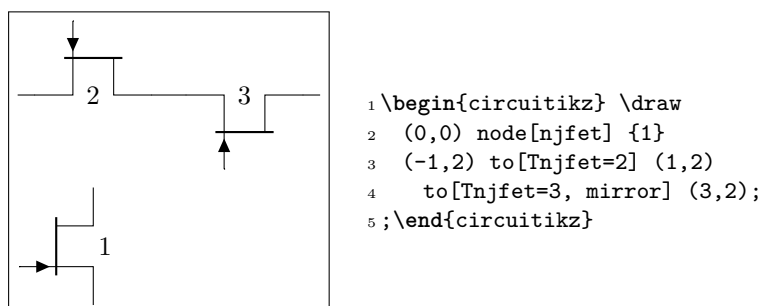 2
3
1
1 \begin{circuitikz} \draw
2 (0,0) node[njfet] {1}
3 (-1,2) to[Tnjfet=2] (1,2)
4 to[Tnjfet=3, mirror] (3,2);
5 ;\end{circuitikz}